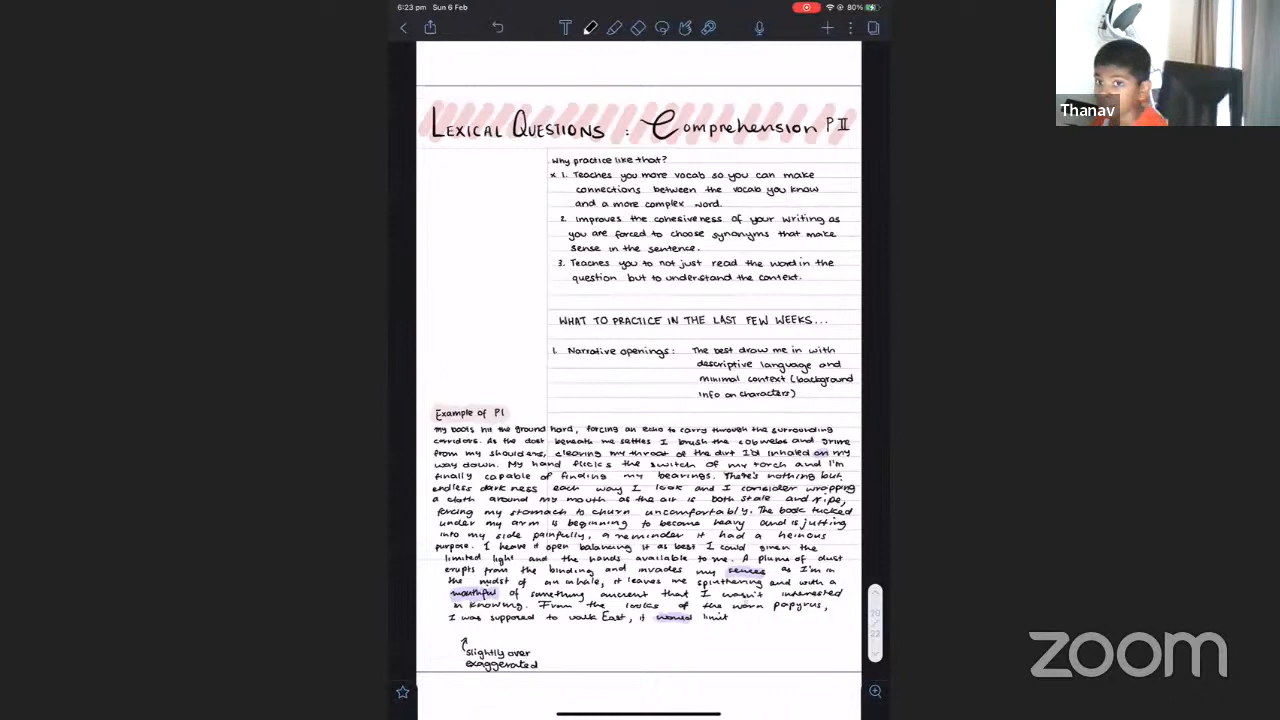 6:23 pm Sun 6 Feb
80%
Thanav
LEXICAL QUESTIONS : Comprehension P II
Why practice like that?
x 1. Teaches you more vocab so you can make
connections between the vocab you know
and a more complex word.
2. Improves the cohesiveness of your writing as
you are forced to choose synonyms that make
sense in the sentence.
3. Teaches you to not just read the word in the
question but to understand the context.
WHAT TO PRACTICE IN THE LAST FEW WEEKS...
1. Narrative openings: The best draw me in with
descriptive language and
minimal context (background
info on characters)
Example of P1
My boots hit the ground hard, forcing an echo to carry through the surrounding
corridors. As the dust beneath me settles I brush the cobwebs and grime
from my shoulders, clearing my throat of the dirt I'd inhaled on my
way down. My hand flicks the switch of my torch and I'm
finally capable of finding my bearings. There's nothing but
endless darkness each way I look and I consider wrapping
a cloth around my mouth as the air is both stale and ripe,
forcing my stomach to churn uncomfortably. The book tucked
under my arm is beginning to become heavy and is jutting
into my side painfully, a reminder it had a heinous
purpose. I heave it open balancing it as best I could given the
limited light and the hands available to me. A plume of dust
erupts from the binding and invades my sences as I'm in
the midst of an inhale, it leaves me spluttering and with a
mouthful of something ancient that I wasn't interested
in knowing. From the looks of the worn papyrus,
I was supposed to walk East, it would limit
slightly over
exaggerated
20
/
22
zoom